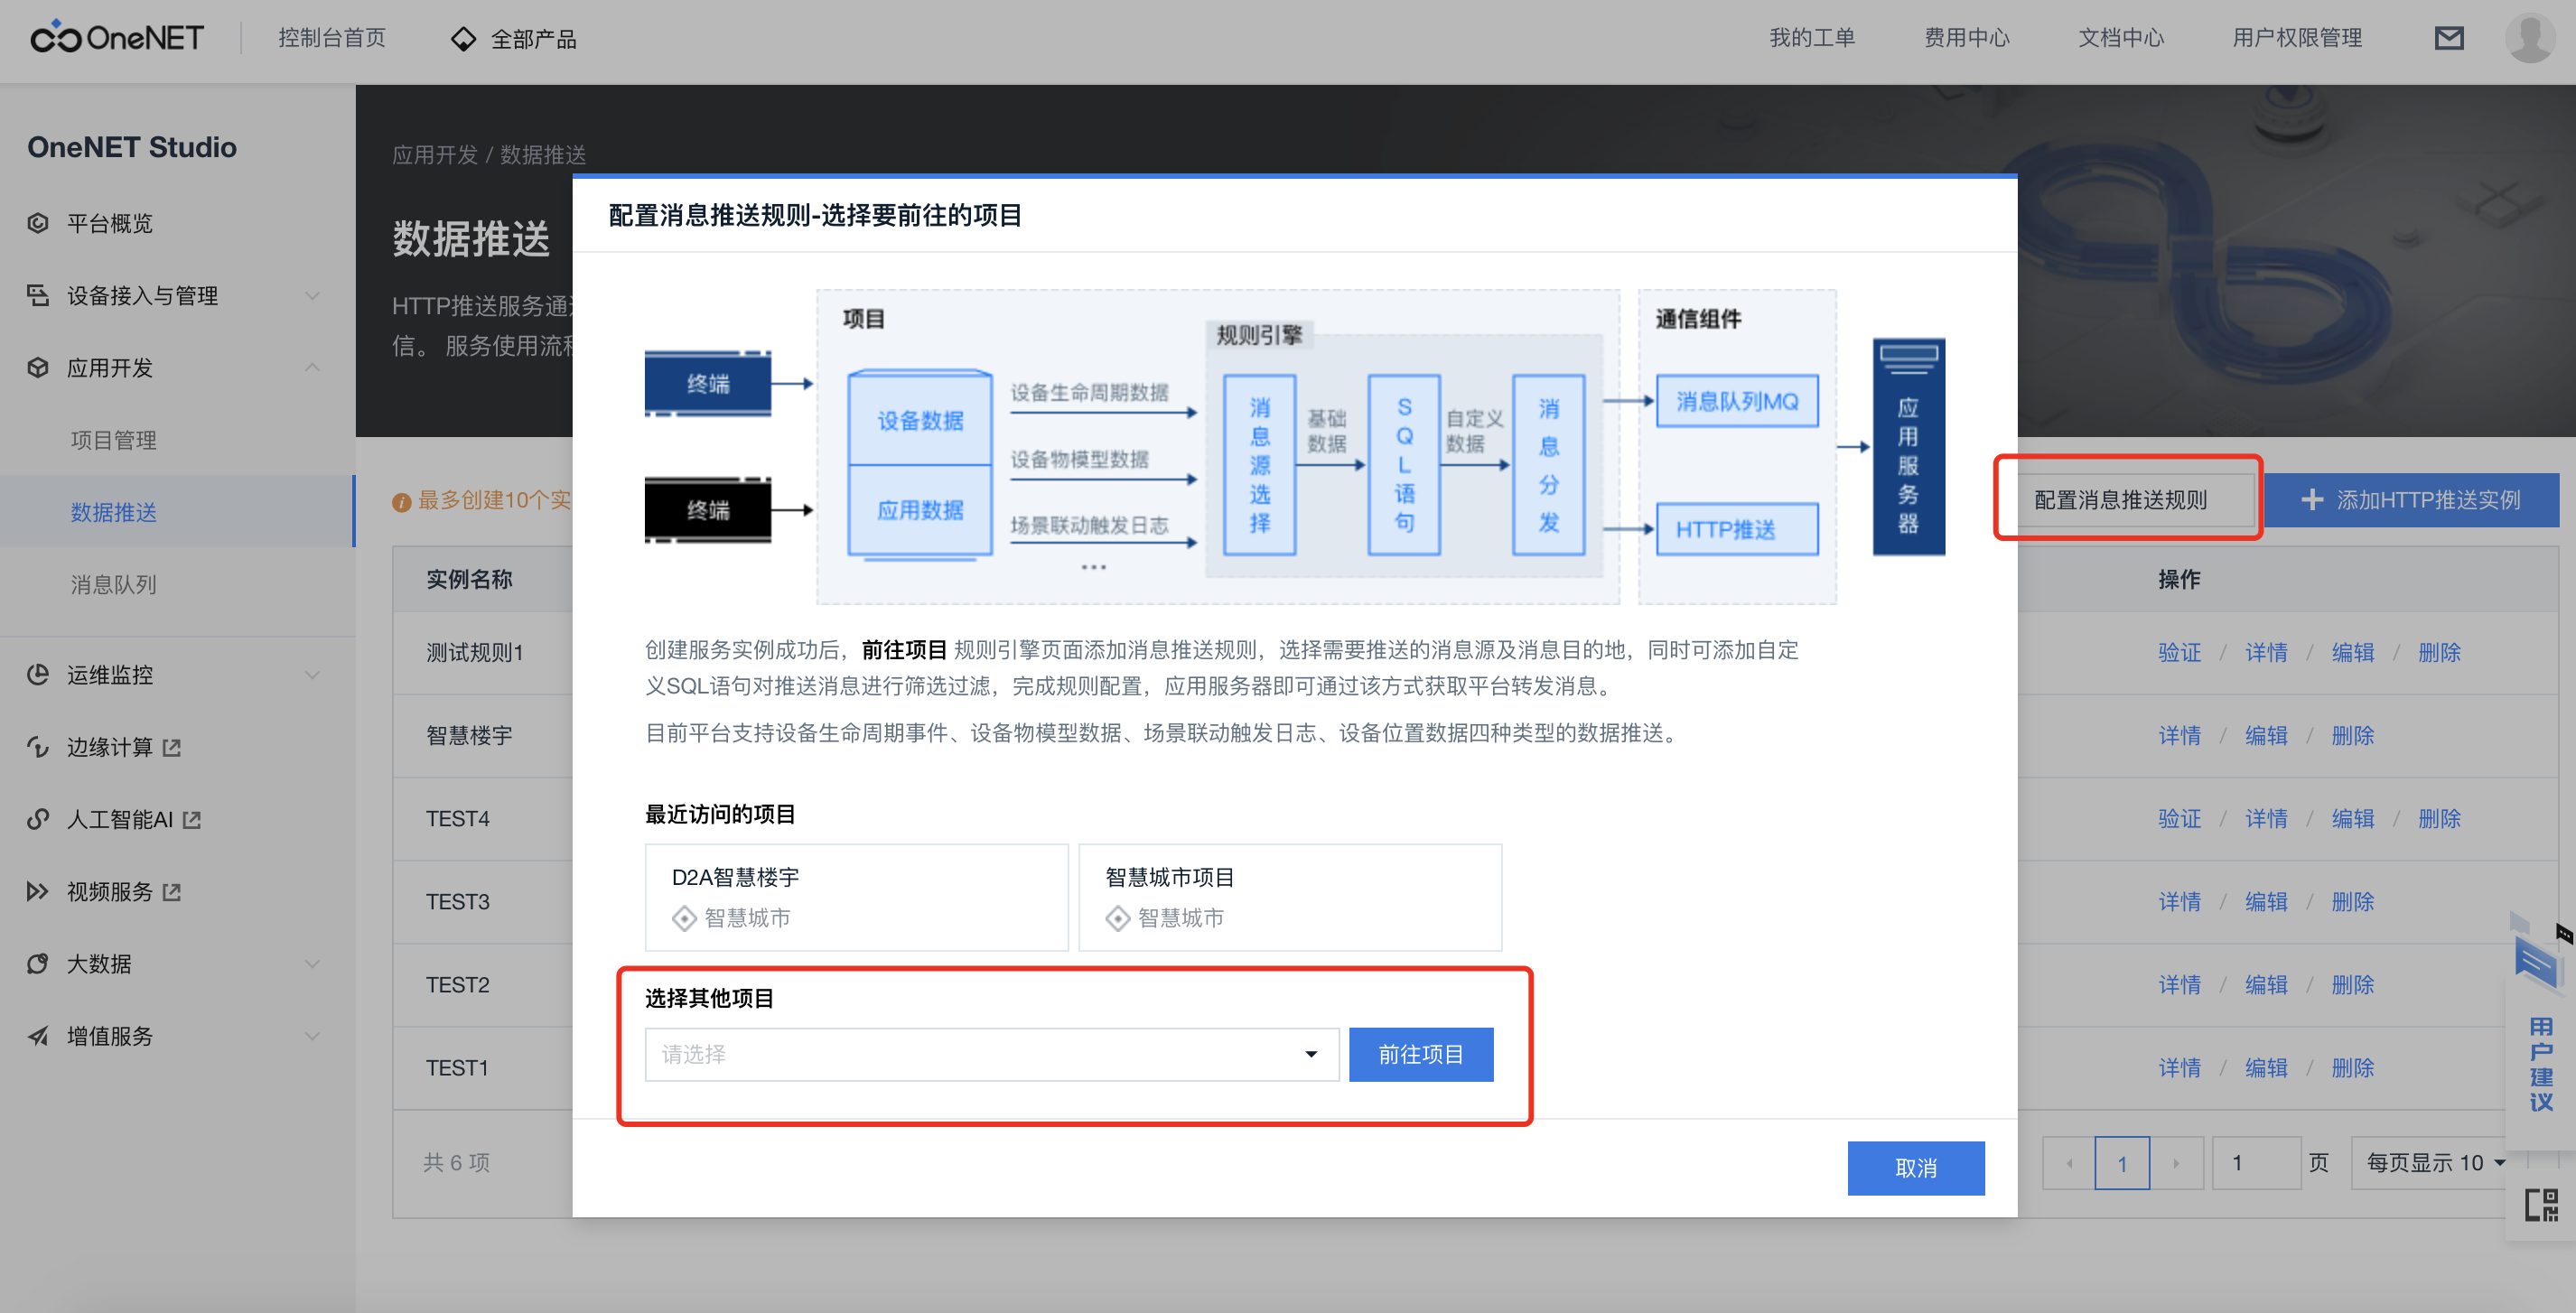 OneNET
控制台首页
全部产品
我的工单
费用中心
文档中心
用户权限管理
OneNET Studio
平台概览
设备接入与管理
应用开发
项目管理
数据推送
消息队列
运维监控
边缘计算
人工智能AI
视频服务
大数据
增值服务
应用开发 / 数据推送
数据推送
HTTP推送服务通
信。 服务使用流
最多创建10个实
配置消息推送规则
添加HTTP推送实例
实例名称
操作
测试规则1
验证 / 详情 / 编辑 / 删除
智慧楼宇
详情 / 编辑 / 删除
TEST4
验证 / 详情 / 编辑 / 删除
TEST3
详情 / 编辑 / 删除
TEST2
详情 / 编辑 / 删除
TEST1
详情 / 编辑 / 删除
共 6 项
1
1
页
每页显示 10
用户建议
配置消息推送规则-选择要前往的项目
终端
终端
项目
设备数据
应用数据
设备生命周期数据
设备物模型数据
场景联动触发日志
...
规则引擎
消息源选择
基础
数据
SQL语句
自定义
数据
消息分发
通信组件
消息队列MQ
HTTP推送
应用服务器
创建服务实例成功后，前往项目 规则引擎页面添加消息推送规则，选择需要推送的消息源及消息目的地，同时可添加自定
义SQL语句对推送消息进行筛选过滤，完成规则配置，应用服务器即可通过该方式获取平台转发消息。
目前平台支持设备生命周期事件、设备物模型数据、场景联动触发日志、设备位置数据四种类型的数据推送。
最近访问的项目
D2A智慧楼宇
智慧城市
智慧城市项目
智慧城市
选择其他项目
请选择
前往项目
取消